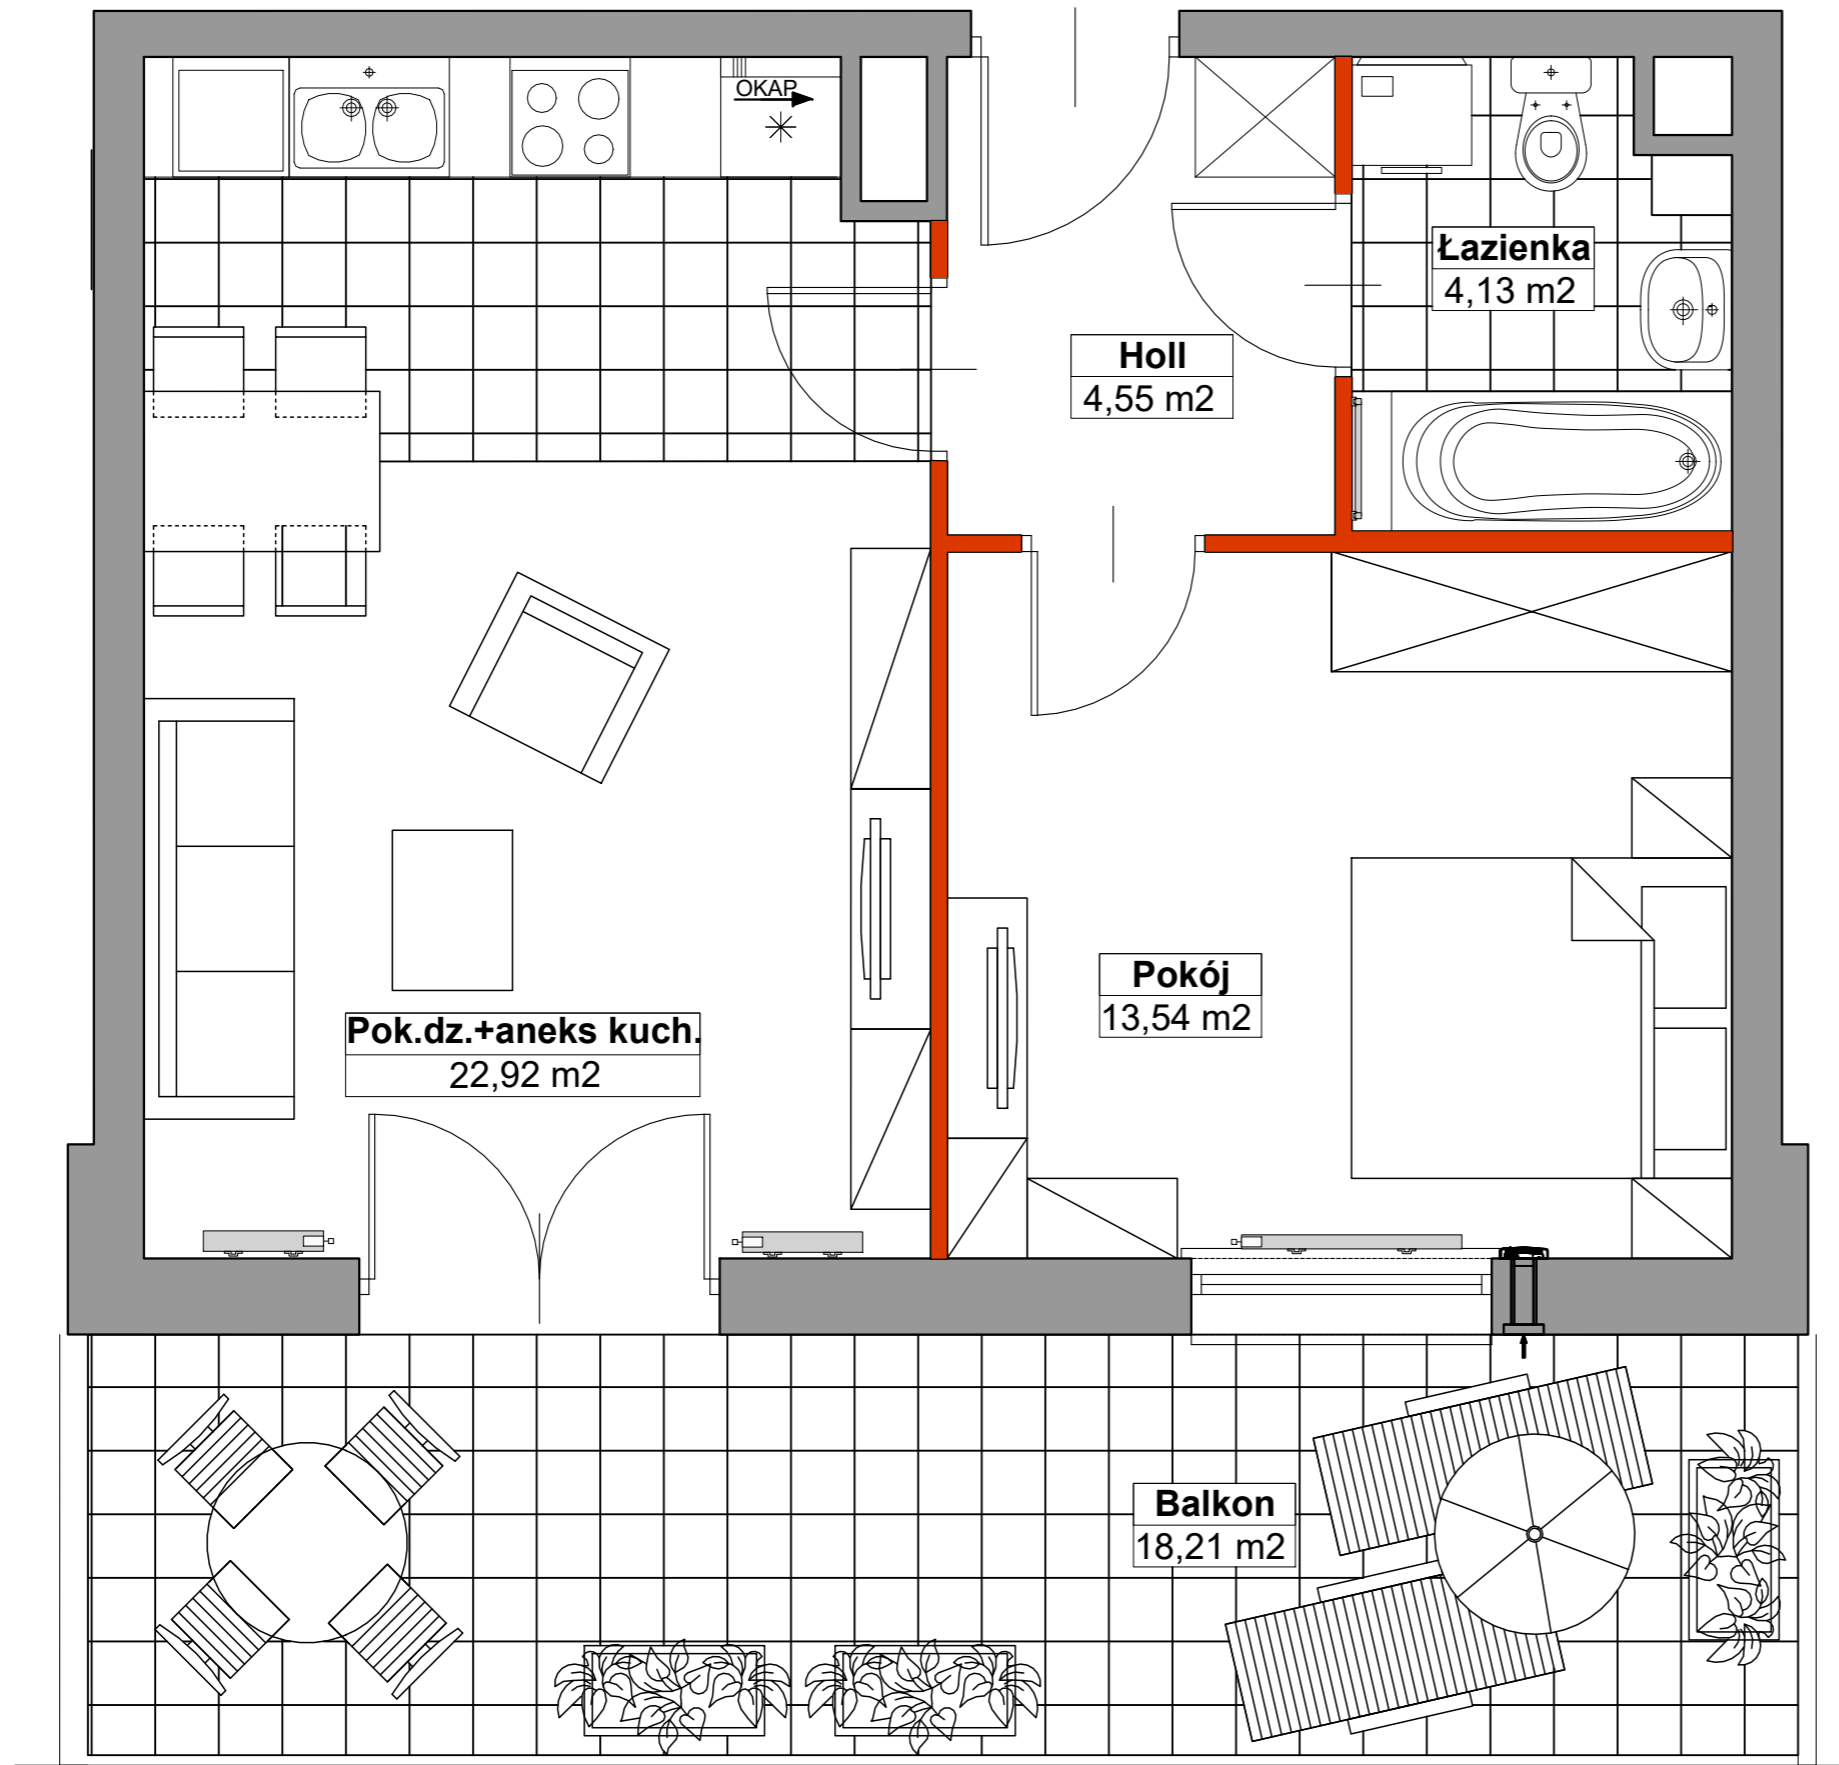 OKAP
Łazienka
4,13 m2
Holl
4,55 m2
Pokój
13,54 m2
Pok.dz.+aneks kuch.
22,92 m2
Balkon
18,21 m2